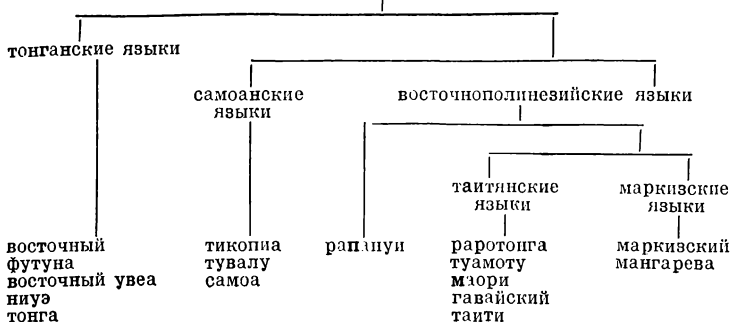 тонганские языки
самоанские
языки
восточнополинезийские языки
таитянские
языки
маркизские
языки
восточный
футуна
восточный увеа
ниуэ
тонга
тикопиа
тувалу
самоа
рапануи
раротонга
туамоту
маори
гавайский
таити
маркизский
мангарева